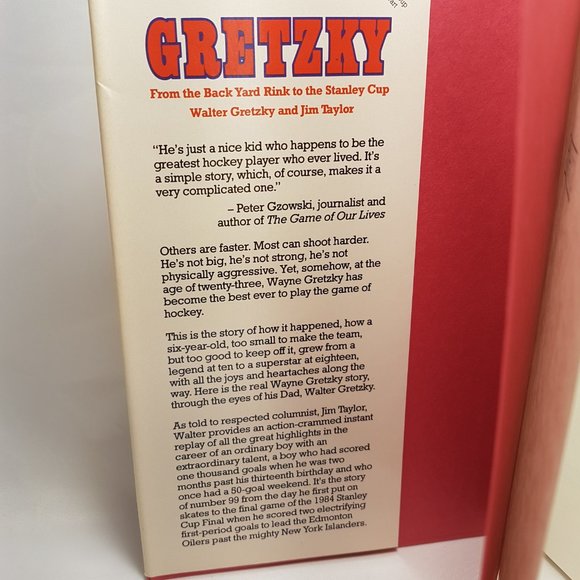 GRETZKY
From the Back Yard Rink to the Stanley Cup
Walter Gretzky and Jim Taylor
“He's just a nice kid who happens to be the
greatest hockey player who ever lived. It's
a simple story, which, of course, makes it a
very complicated one.”
– Peter Gzowski, journalist and
author of The Game of Our Lives
Others are faster. Most can shoot harder.
He's not big, he's not strong, he's not
physically aggressive. Yet, somehow, at the
age of twenty-three, Wayne Gretzky has
become the best ever to play the game of
hockey.
This is the story of how it happened, how a
six-year-old, too small to make the team,
but too good to keep off it, grew from a
legend at ten to a superstar at eighteen,
with all the joys and heartaches along the
way. Here is the real Wayne Gretzky story,
through the eyes of his Dad, Walter Gretzky.
As told to respected columnist, Jim Taylor,
Walter provides an action-crammed instant
replay of all the great highlights in the
career of an ordinary boy with an
extraordinary talent, a boy who had scored
one thousand goals when he was two
months past his thirteenth birthday and who
once had a 50-goal weekend. It's the story
of number 99 from the day he first put on
skates to the final game of the 1984 Stanley
Cup Final when he scored two electrifying
first-period goals to lead the Edmonton
Oilers past the mighty New York Islanders.